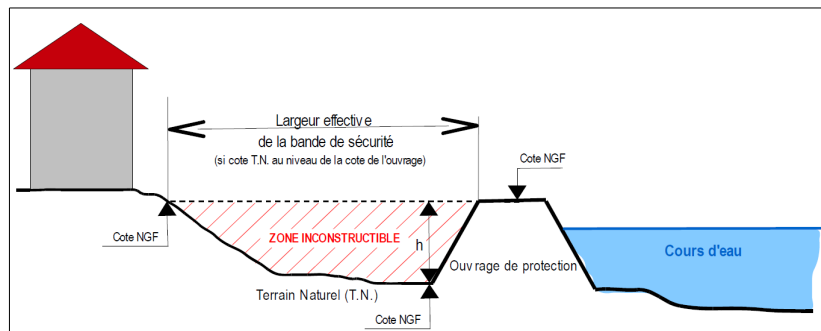 Largeur effective
de la bande de sécurité
(si cote T.N. au niveau de la cote de l'ouvrage)
Cote NGF
Cote NGF
ZONE INCONSTRUCTIBLE
h
Cours d'eau
Ouvrage de protection
Terrain Naturel (T.N.)
Cote NGF